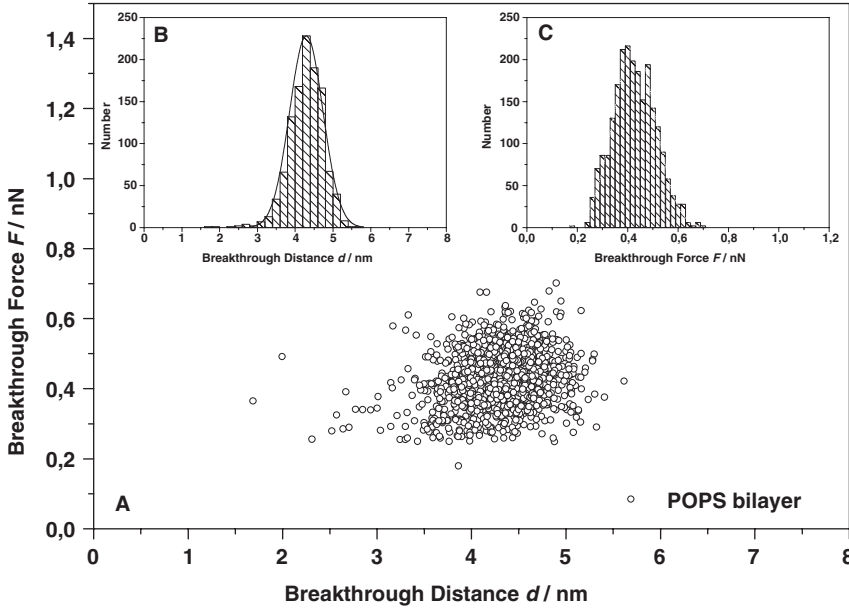 1,4
1,2
1,0
0,8
0,6
0,4
0,2
0,0
Breakthrough Force F / nN
0 1 2 3 4 5 6 7 8
Breakthrough Distance d / nm
A
POPS bilayer
B
250
200
150
100
50
0
Number
0 1 2 3 4 5 6 7 8
Breakthrough Distance d / nm
C
250
200
150
100
50
0
Number
0,0 0,2 0,4 0,6 0,8 1,0 1,2
Breakthrough Force F / nN